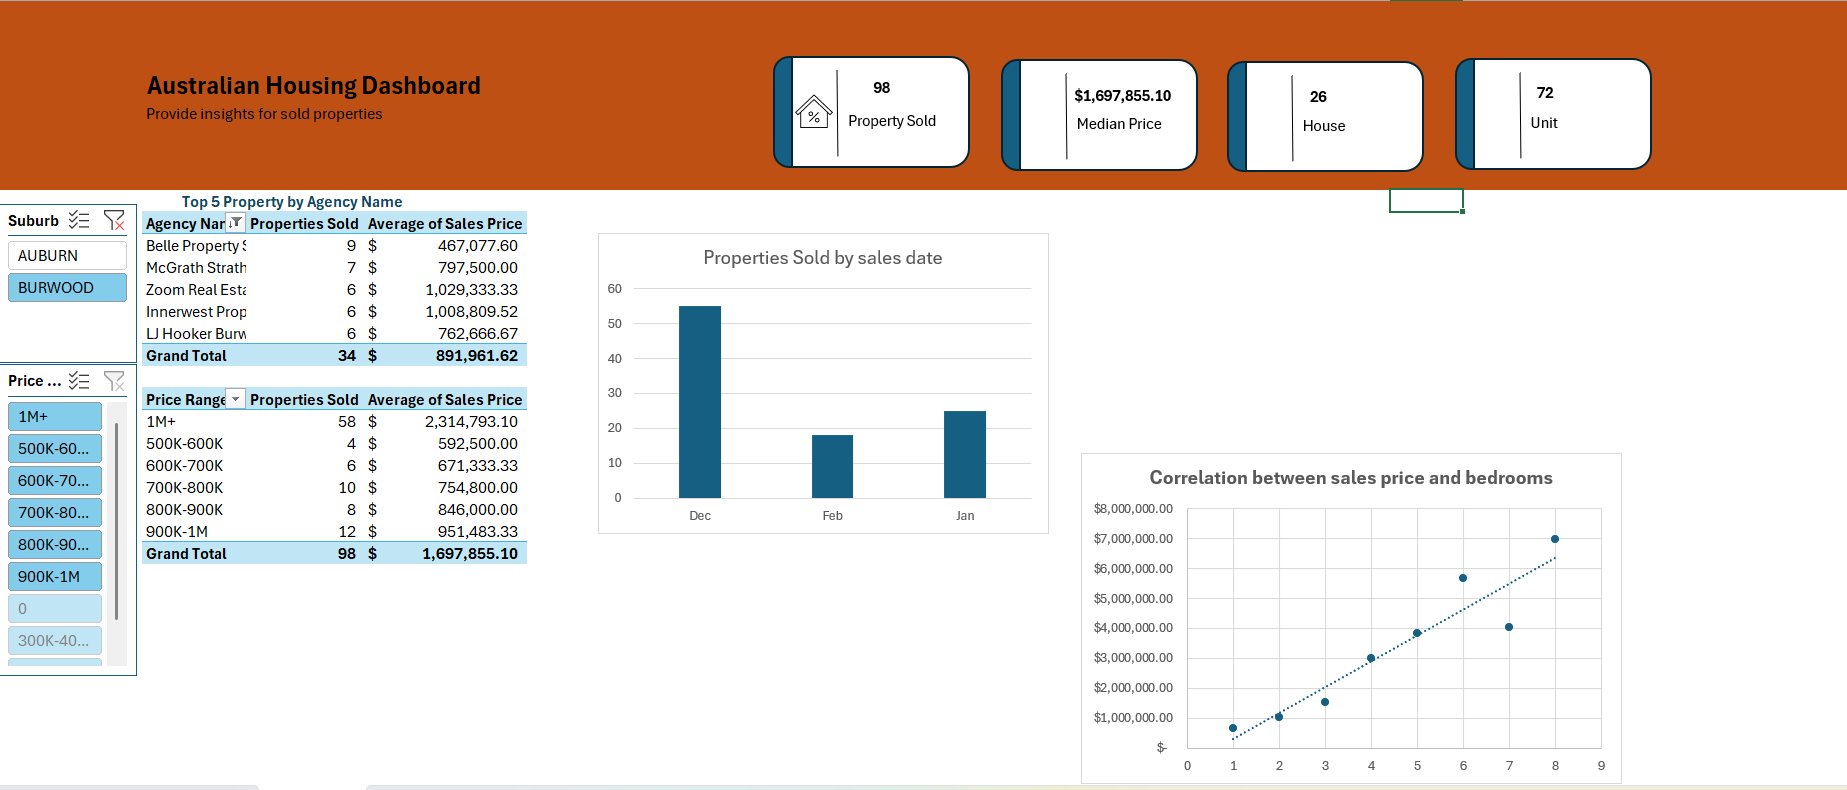 Australian Housing Dashboard
Provide insights for sold properties
98
Property Sold
$1,697,855.10
Median Price
26
House
72
Unit
%
Suburb
AUBURN
BURWOOD
Price ...
1M+
500K-60...
600K-70...
700K-80...
800K-90...
900K-1M
0
300K-40...
Top 5 Property by Agency Name
Agency Nar Properties Sold Average of Sales Price
Belle Property S 9 $ 467,077.60
McGrath Strath 7 $ 797,500.00
Zoom Real Esta 6 $ 1,029,333.33
Innerwest Prop 6 $ 1,008,809.52
LJ Hooker Burw 6 $ 762,666.67
Grand Total 34 $ 891,961.62
Price Range Properties Sold Average of Sales Price
1M+ 58 $ 2,314,793.10
500K-600K 4 $ 592,500.00
600K-700K 6 $ 671,333.33
700K-800K 10 $ 754,800.00
800K-900K 8 $ 846,000.00
900K-1M 12 $ 951,483.33
Grand Total 98 $ 1,697,855.10
Properties Sold by sales date
60
50
40
30
20
10
0
Dec Feb Jan
Correlation between sales price and bedrooms
$8,000,000.00
$7,000,000.00
$6,000,000.00
$5,000,000.00
$4,000,000.00
$3,000,000.00
$2,000,000.00
$1,000,000.00
$-
0 1 2 3 4 5 6 7 8 9